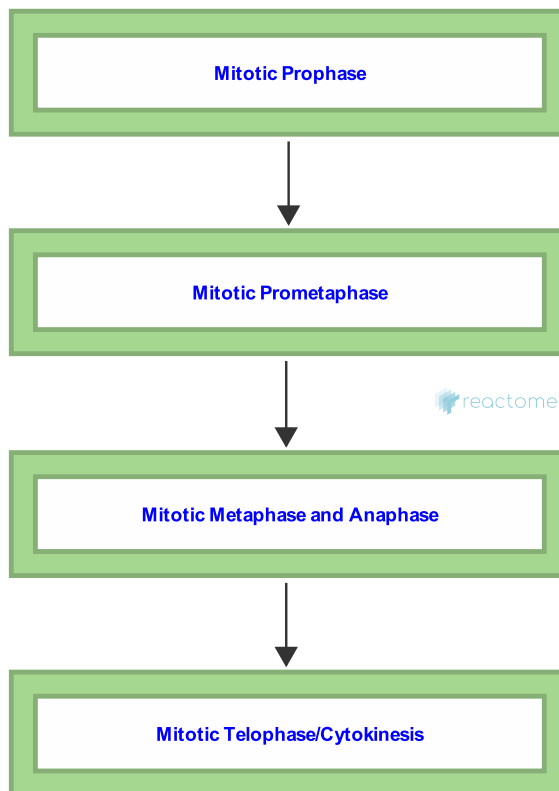 Mitotic Prophase
Mitotic Prometaphase
reactome
Mitotic Metaphase and Anaphase
Mitotic Telophase/Cytokinesis